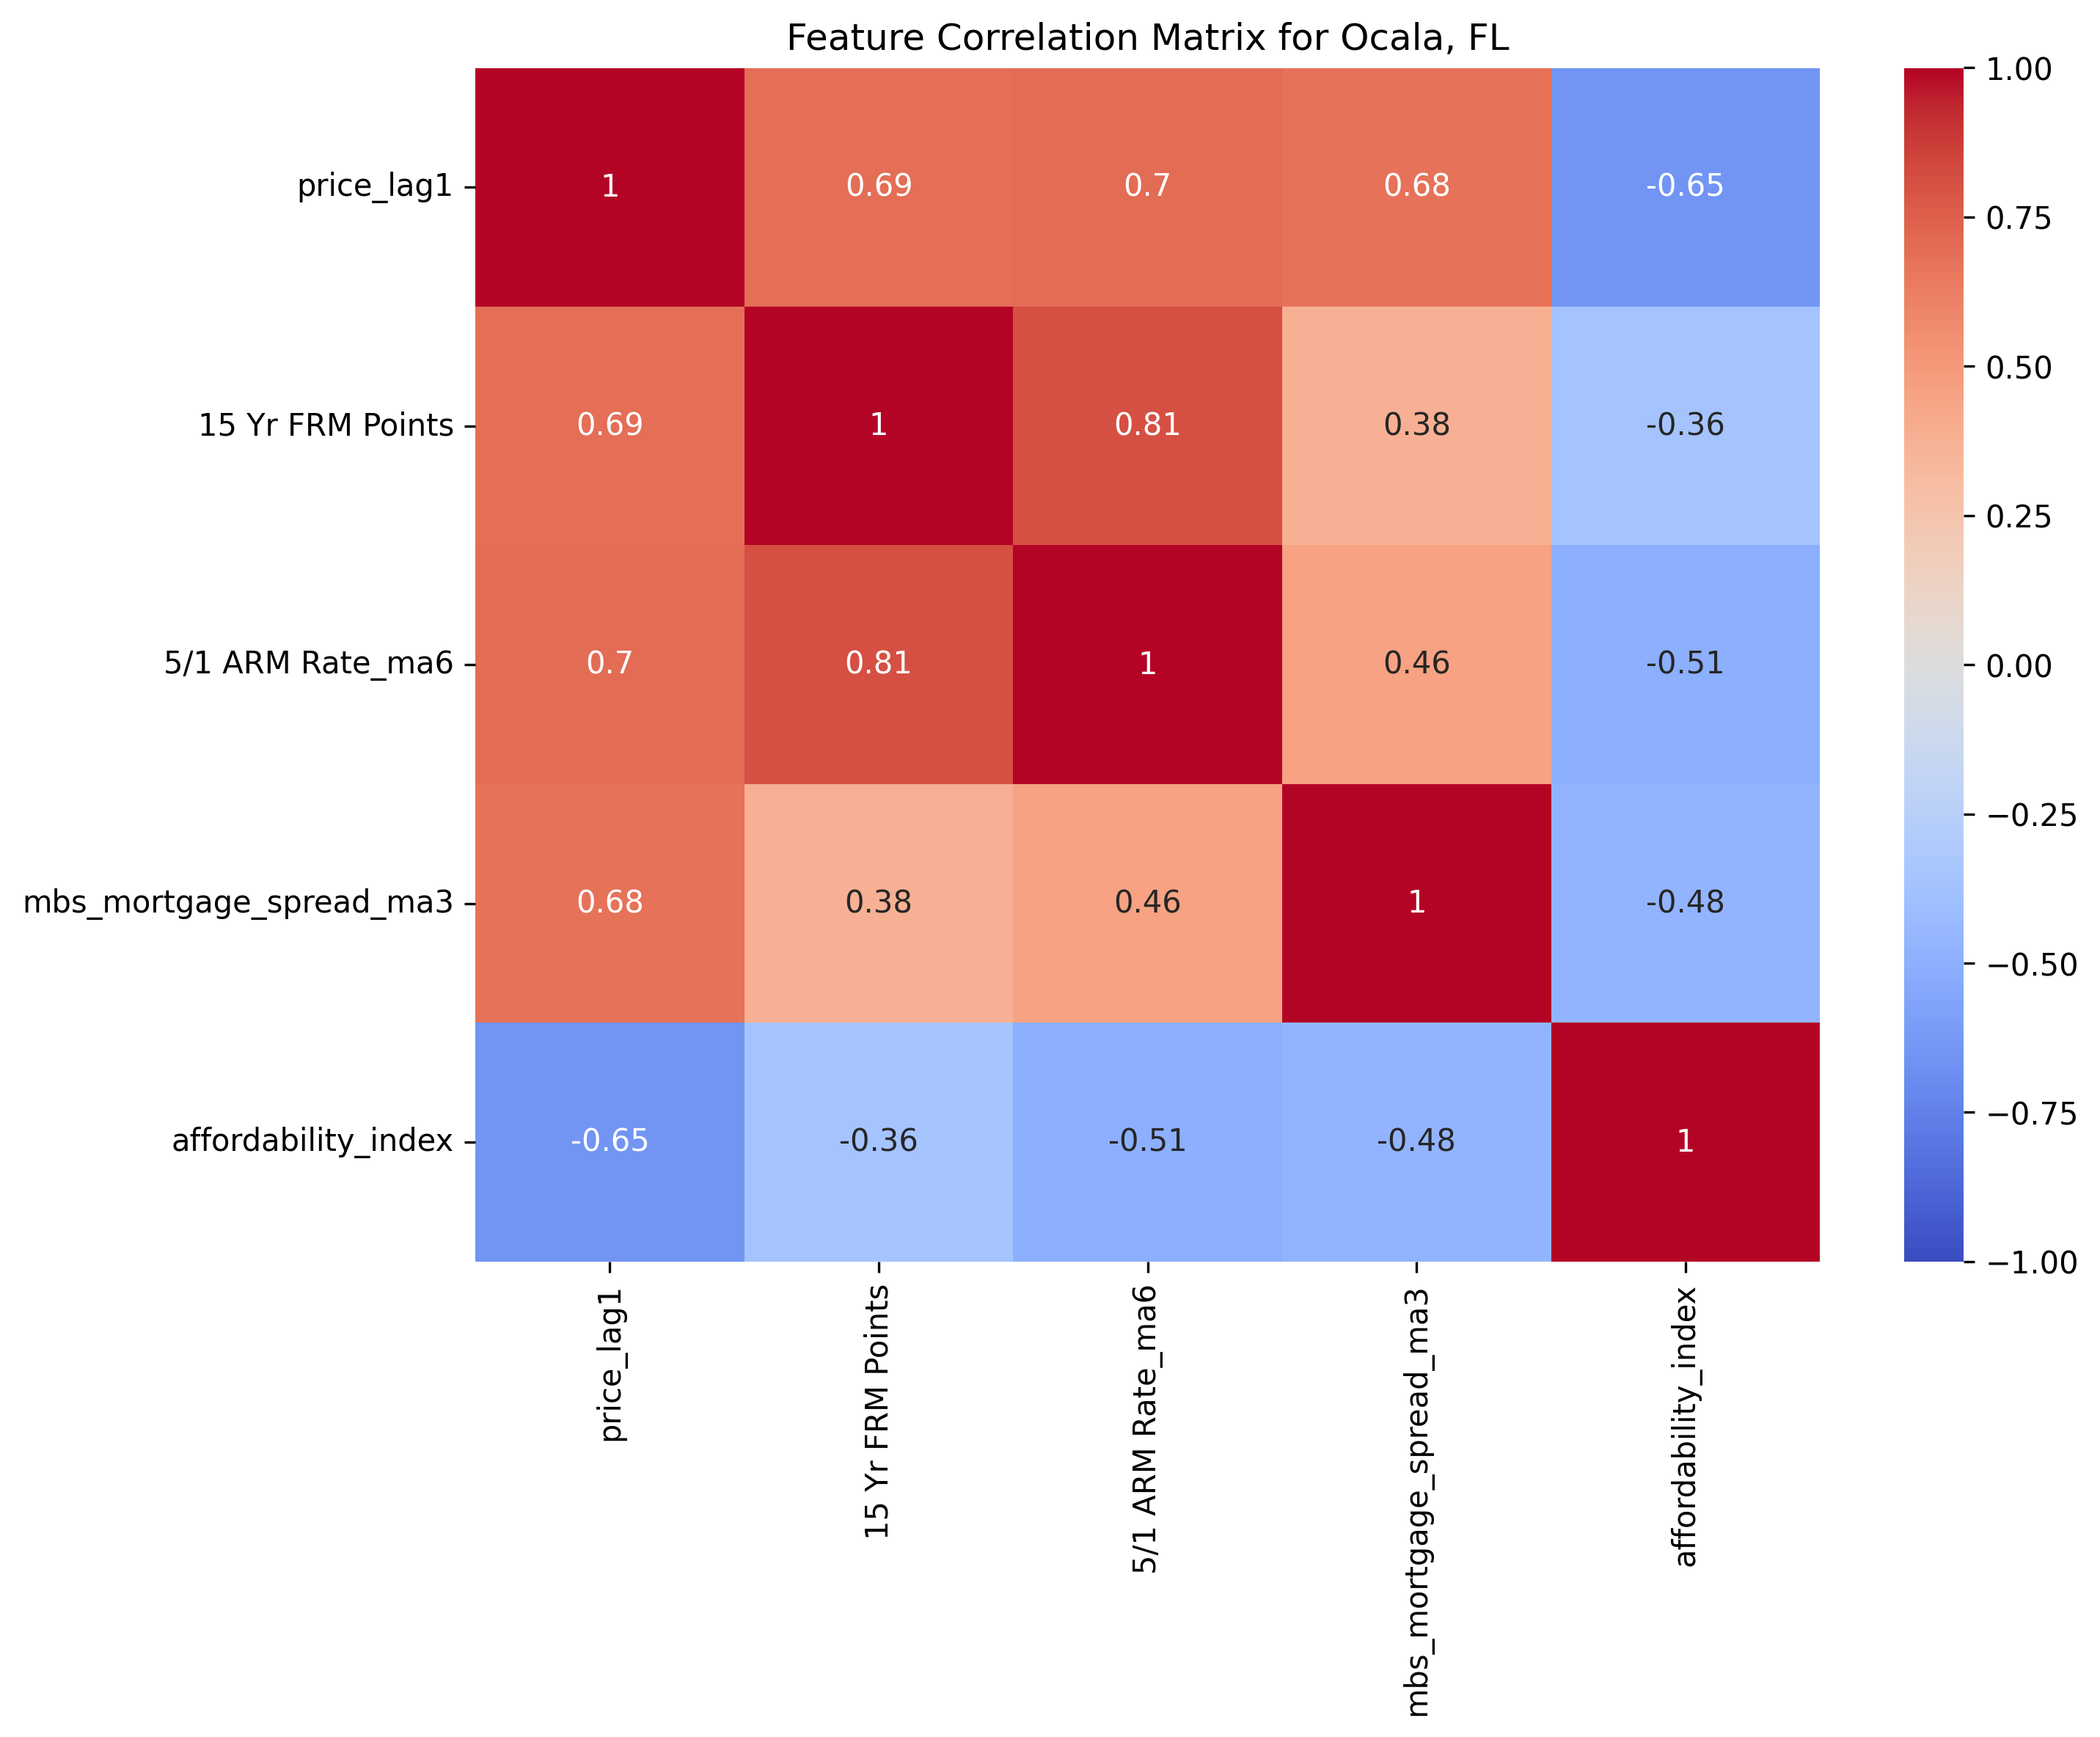 Feature Correlation Matrix for Ocala, FL
price_lag1 1 0.69 0.7 0.68 -0.65
15 Yr FRM Points 0.69 1 0.81 0.38 -0.36
5/1 ARM Rate_ma6 0.7 0.81 1 0.46 -0.51
mbs_mortgage_spread_ma3 0.68 0.38 0.46 1 -0.48
affordability_index -0.65 -0.36 -0.51 -0.48 1
price_lag1
15 Yr FRM Points
5/1 ARM Rate_ma6
mbs_mortgage_spread_ma3
affordability_index
1.00
0.75
0.50
0.25
0.00
−0.25
−0.50
−0.75
−1.00